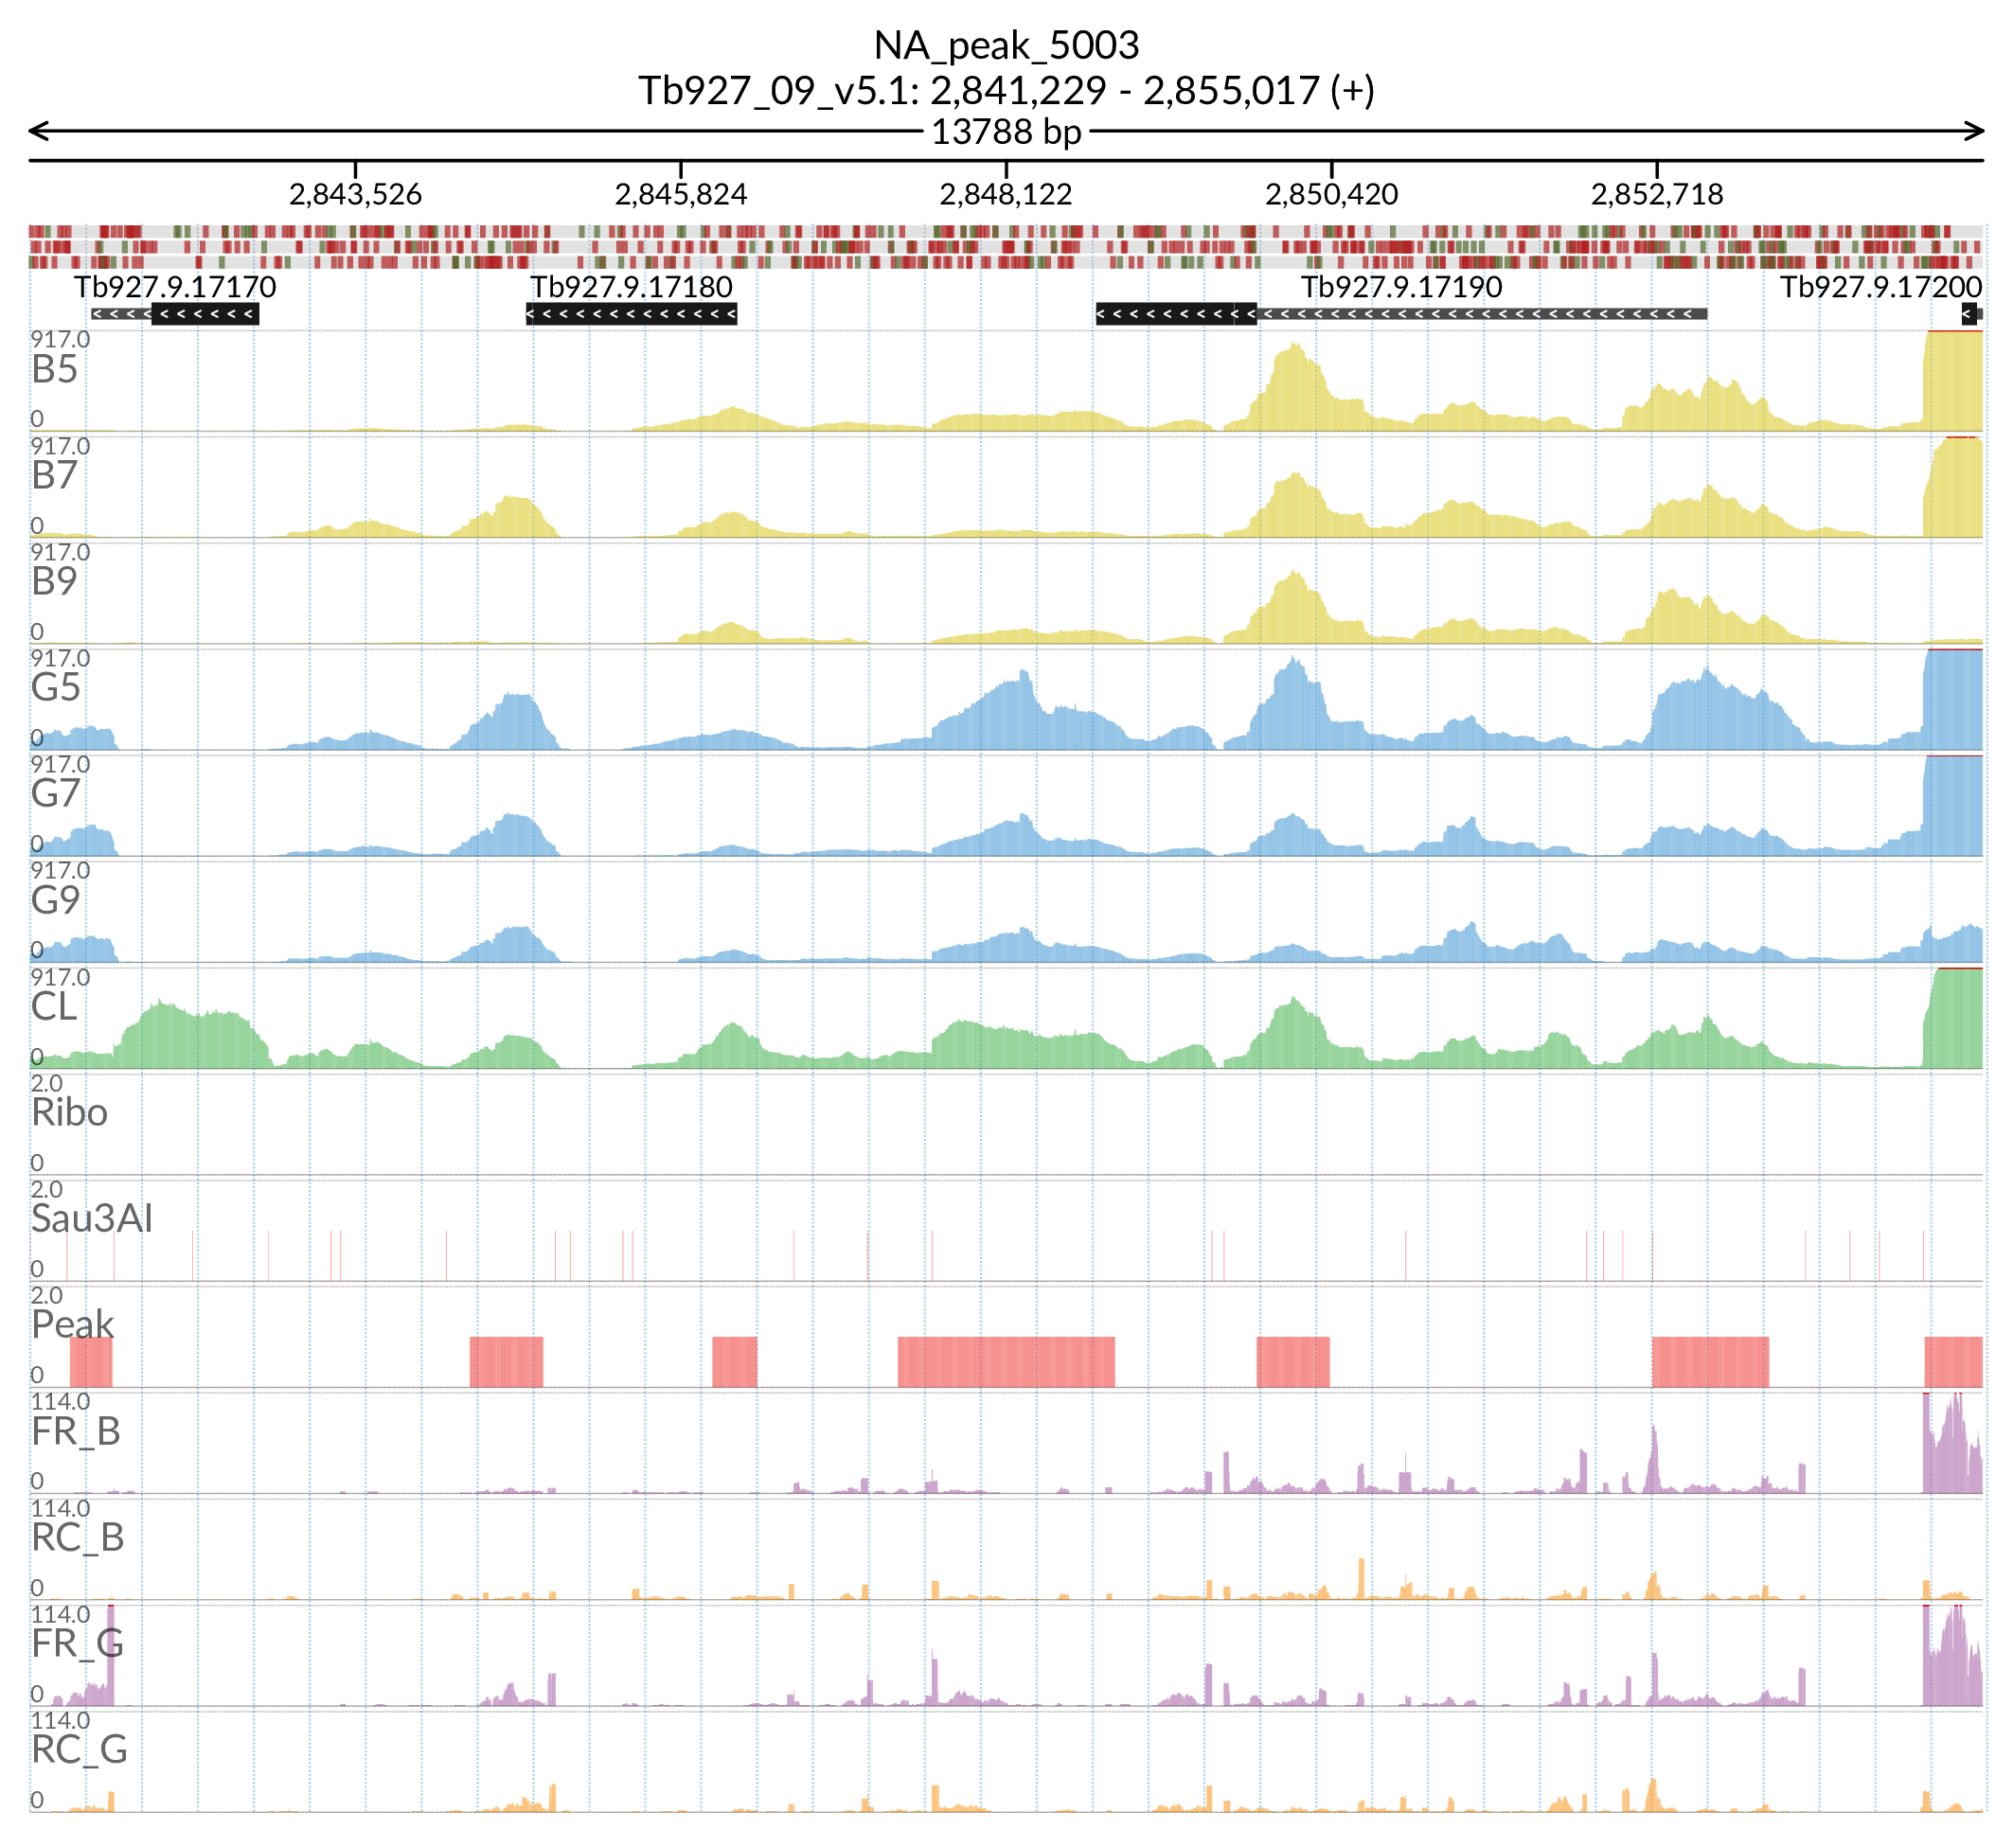 NA_peak_5003
Tb927_09_v5.1: 2,841,229 - 2,855,017 (+)
13788 bp
2,843,526 2,845,824 2,848,122 2,850,420 2,852,718
Tb927.9.17170 Tb927.9.17180 Tb927.9.17190 Tb927.9.17200
917.0
B5
0
917.0
B7
0
917.0
B9
0
917.0
G5
0
917.0
G7
0
917.0
G9
0
917.0
CL
0
2.0
Ribo
0
2.0
Sau3AI
0
2.0
Peak
0
114.0
FR_B
0
114.0
RC_B
0
114.0
FR_G
0
114.0
RC_G
0